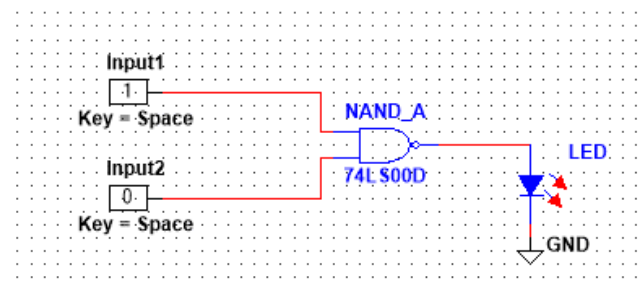 Input1
1
Key = Space
NAND_A
74LS00D
LED
Input2
0
Key = Space
GND